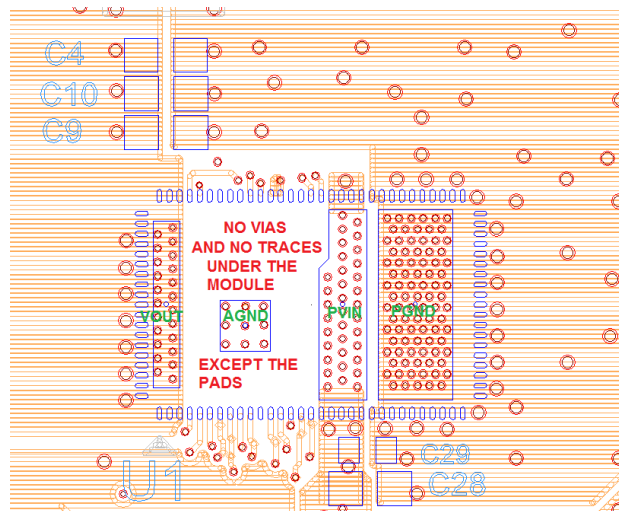 C4
C10
C9
NO VIAS
AND NO TRACES
UNDER THE
MODULE
VOUT AGND PVIN PGND
EXCEPT THE
PADS
C29
C28
U1